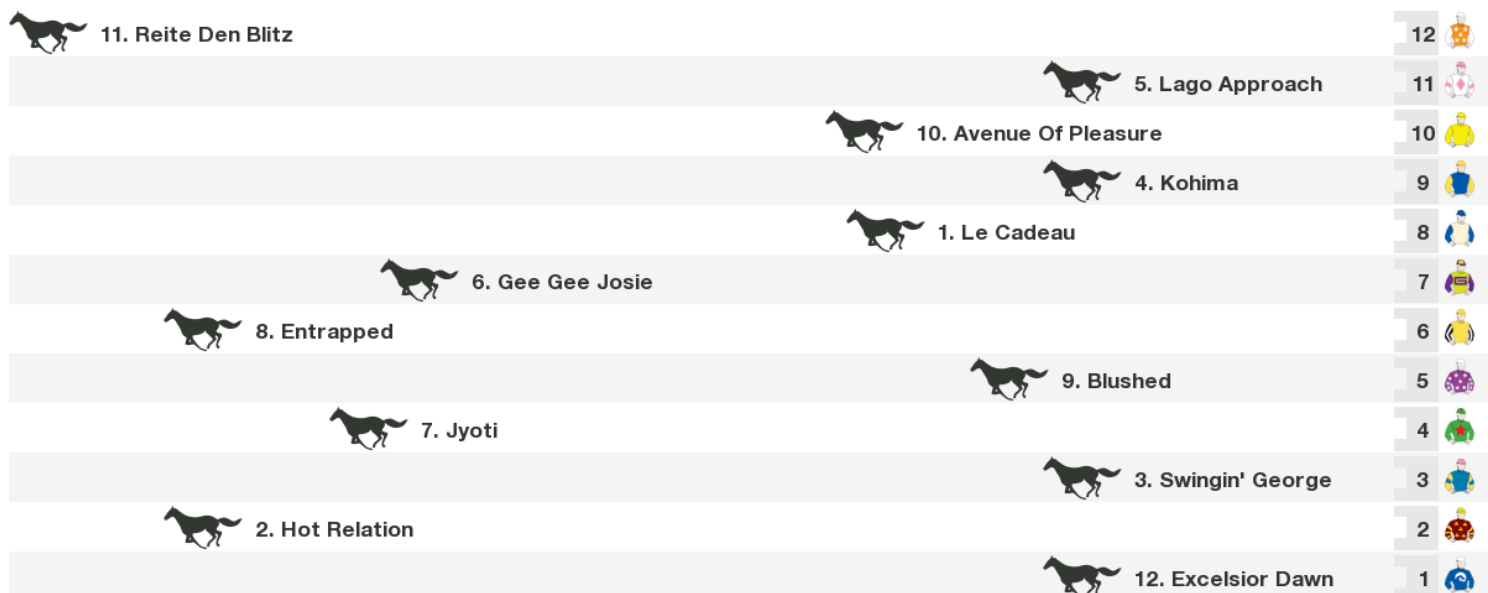 11. Reite Den Blitz 12
5. Lago Approach 11
10. Avenue Of Pleasure 10
4. Kohima 9
1. Le Cadeau 8
6. Gee Gee Josie 7
8. Entrapped 6
9. Blushed 5
7. Jyoti 4
3. Swingin' George 3
2. Hot Relation 2
12. Excelsior Dawn 1